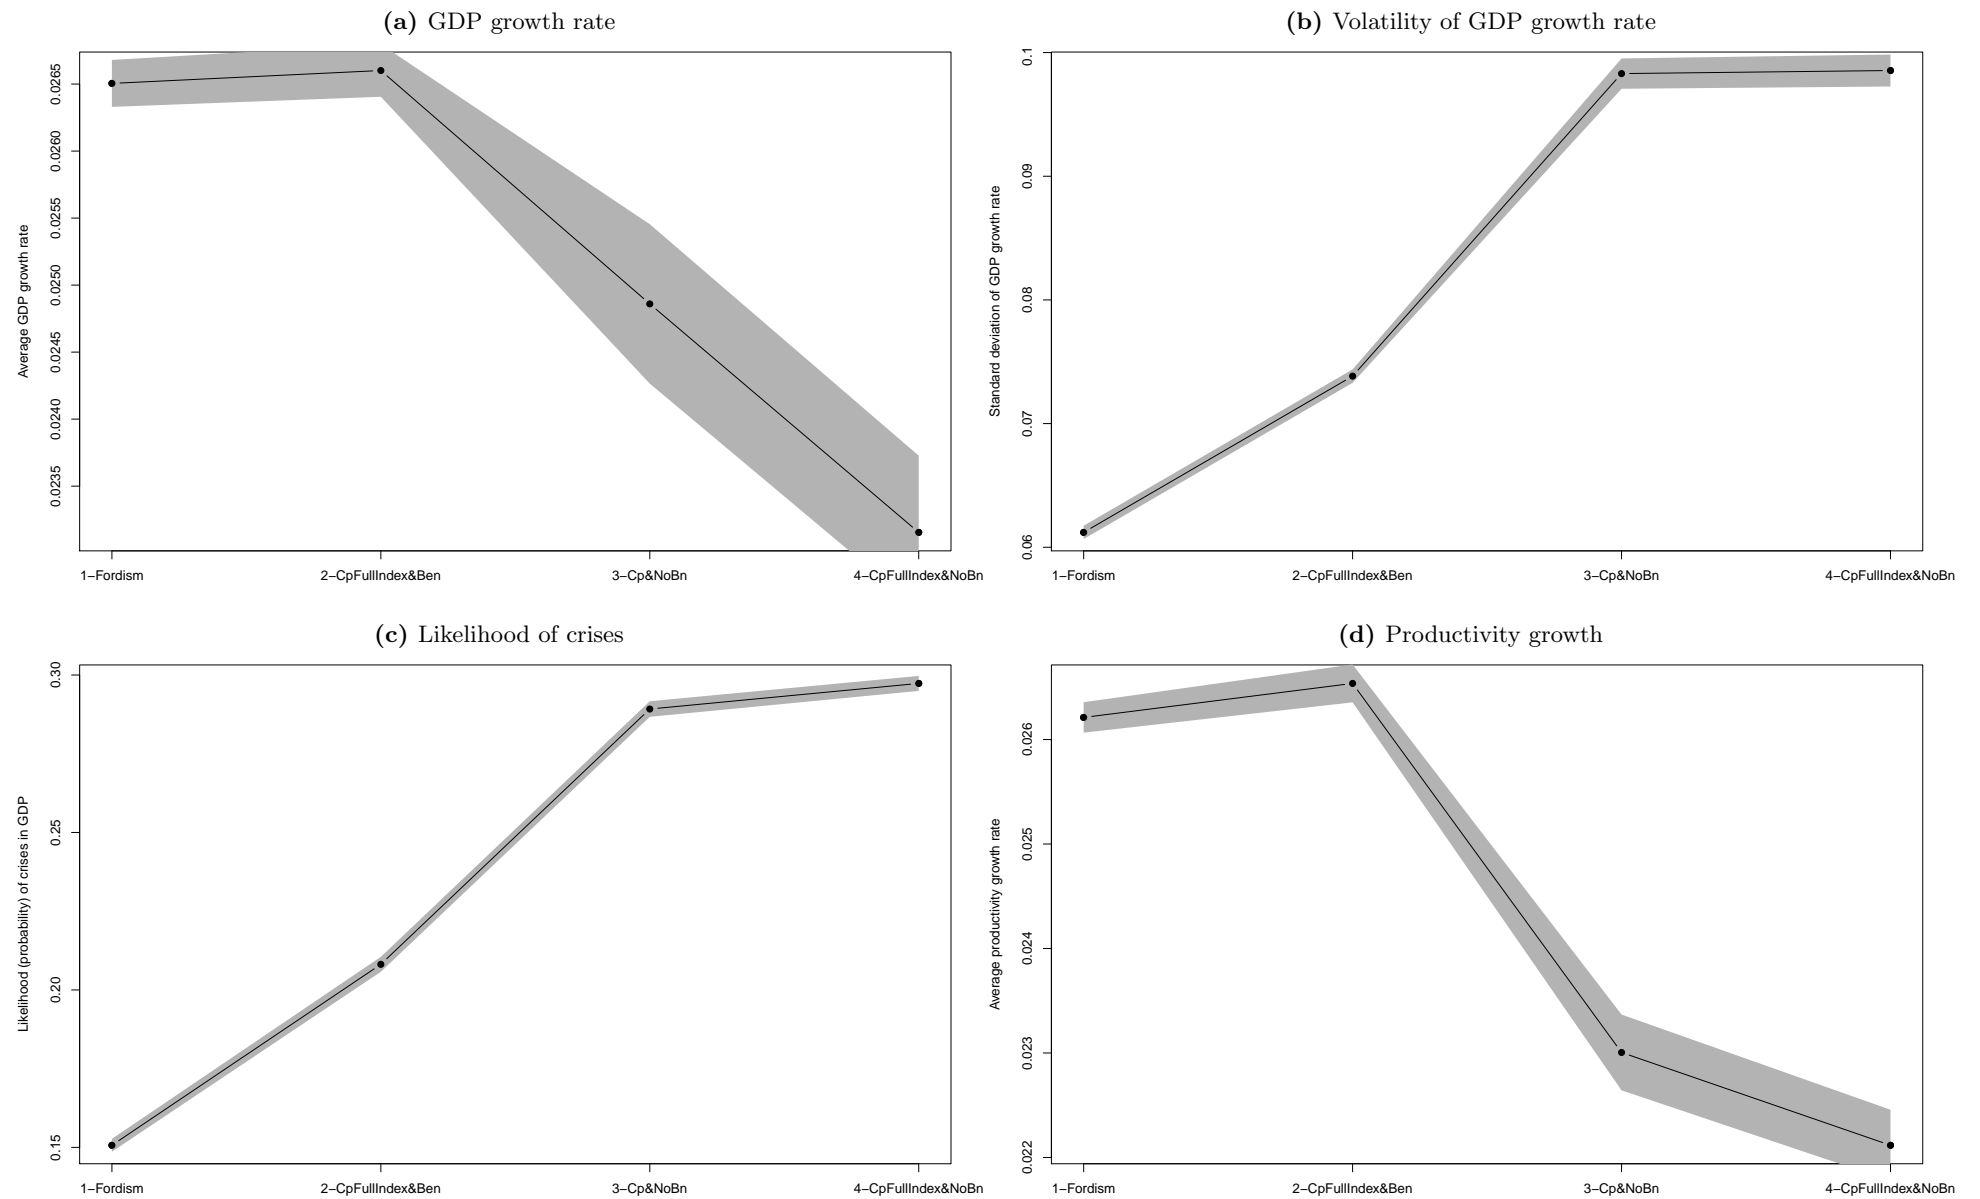 (a) GDP growth rate
Average GDP growth rate
0.0265
0.0260
0.0255
0.0250
0.0245
0.0240
0.0235
1−Fordism
2−CpFullIndex&Ben
3−Cp&NoBn
4−CpFullIndex&NoBn
(b) Volatility of GDP growth rate
Standard deviation of GDP growth rate
0.1
0.09
0.08
0.07
0.06
1−Fordism
2−CpFullIndex&Ben
3−Cp&NoBn
4−CpFullIndex&NoBn
(c) Likelihood of crises
Likelihood (probability) of crises in GDP
0.30
0.25
0.20
0.15
1−Fordism
2−CpFullIndex&Ben
3−Cp&NoBn
4−CpFullIndex&NoBn
(d) Productivity growth
Average productivity growth rate
0.026
0.025
0.024
0.023
0.022
1−Fordism
2−CpFullIndex&Ben
3−Cp&NoBn
4−CpFullIndex&NoBn